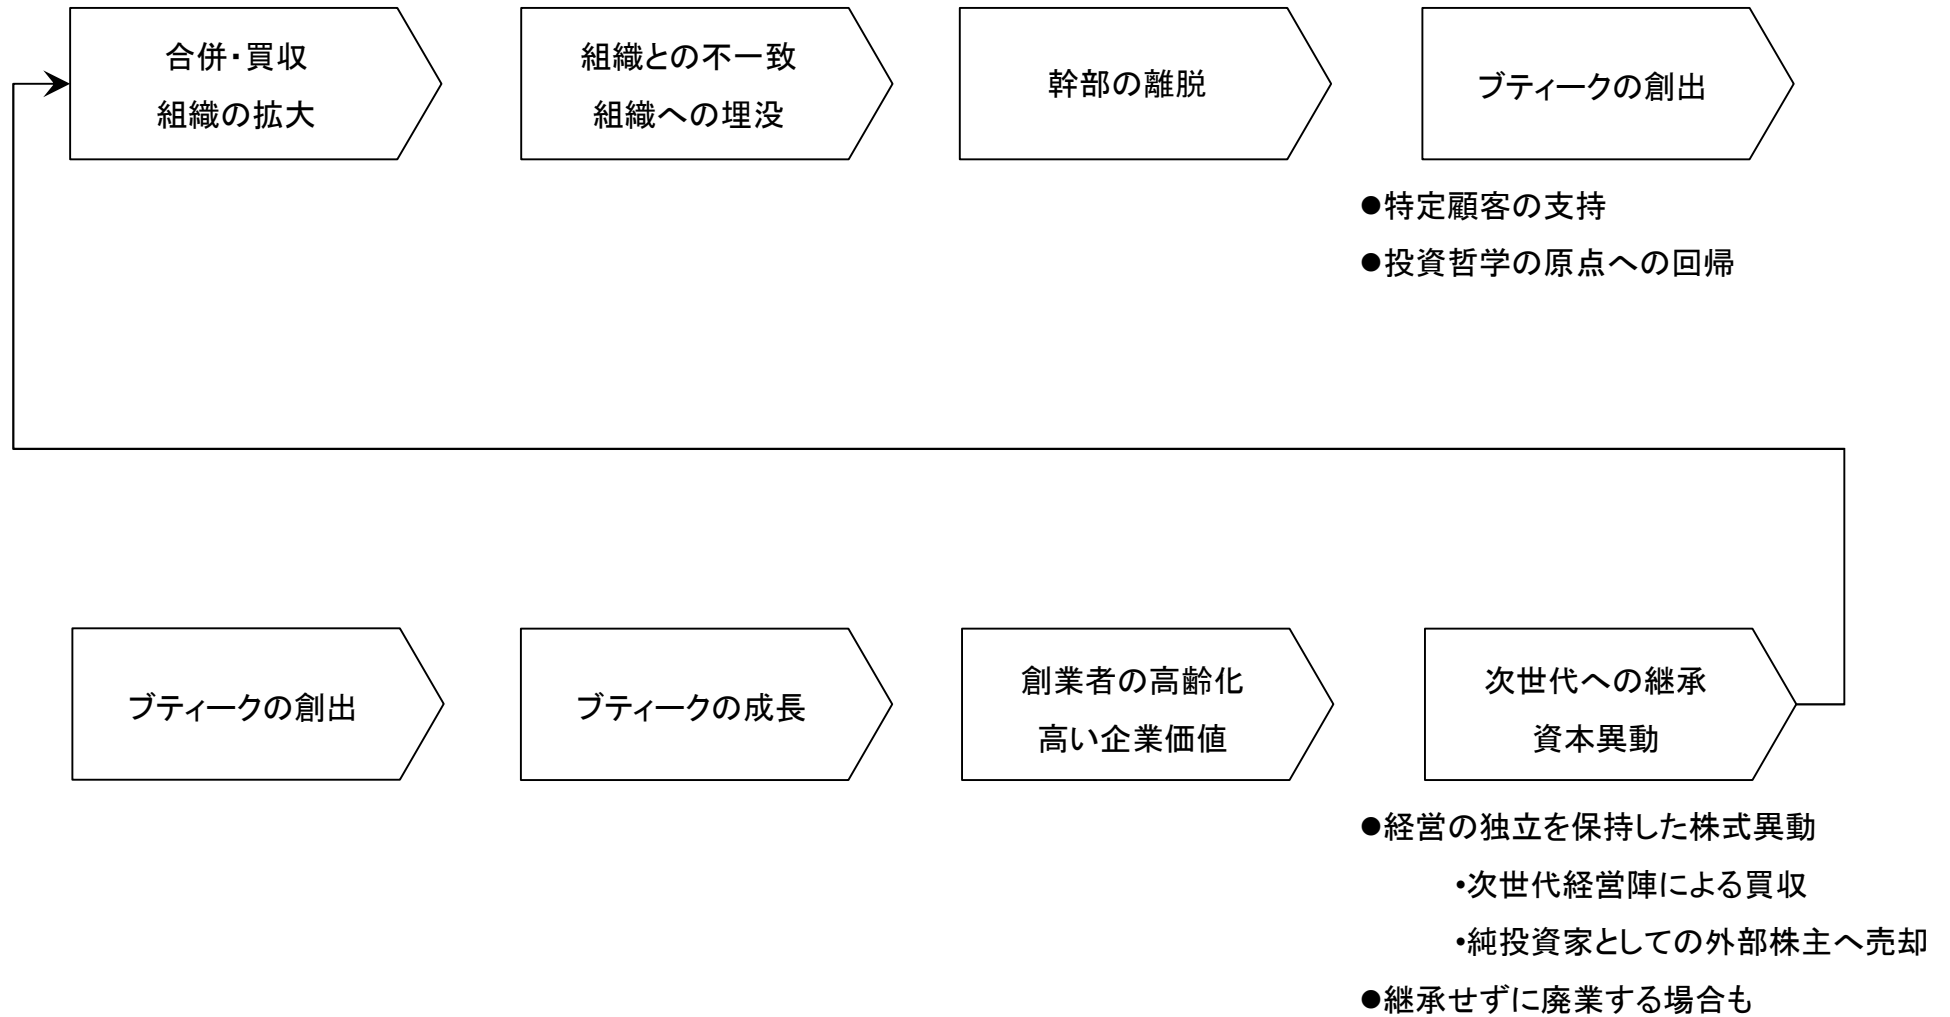 合併・買収
組織の拡大
組織との不一致
組織への埋没
幹部の離脱
ブティークの創出
●特定顧客の支持
●投資哲学の原点への回帰
ブティークの創出
ブティークの成長
創業者の高齢化
高い企業価値
次世代への継承
資本異動
●経営の独立を保持した株式異動
•次世代経営陣による買収
•純投資家としての外部株主へ売却
●継承せずに廃業する場合も